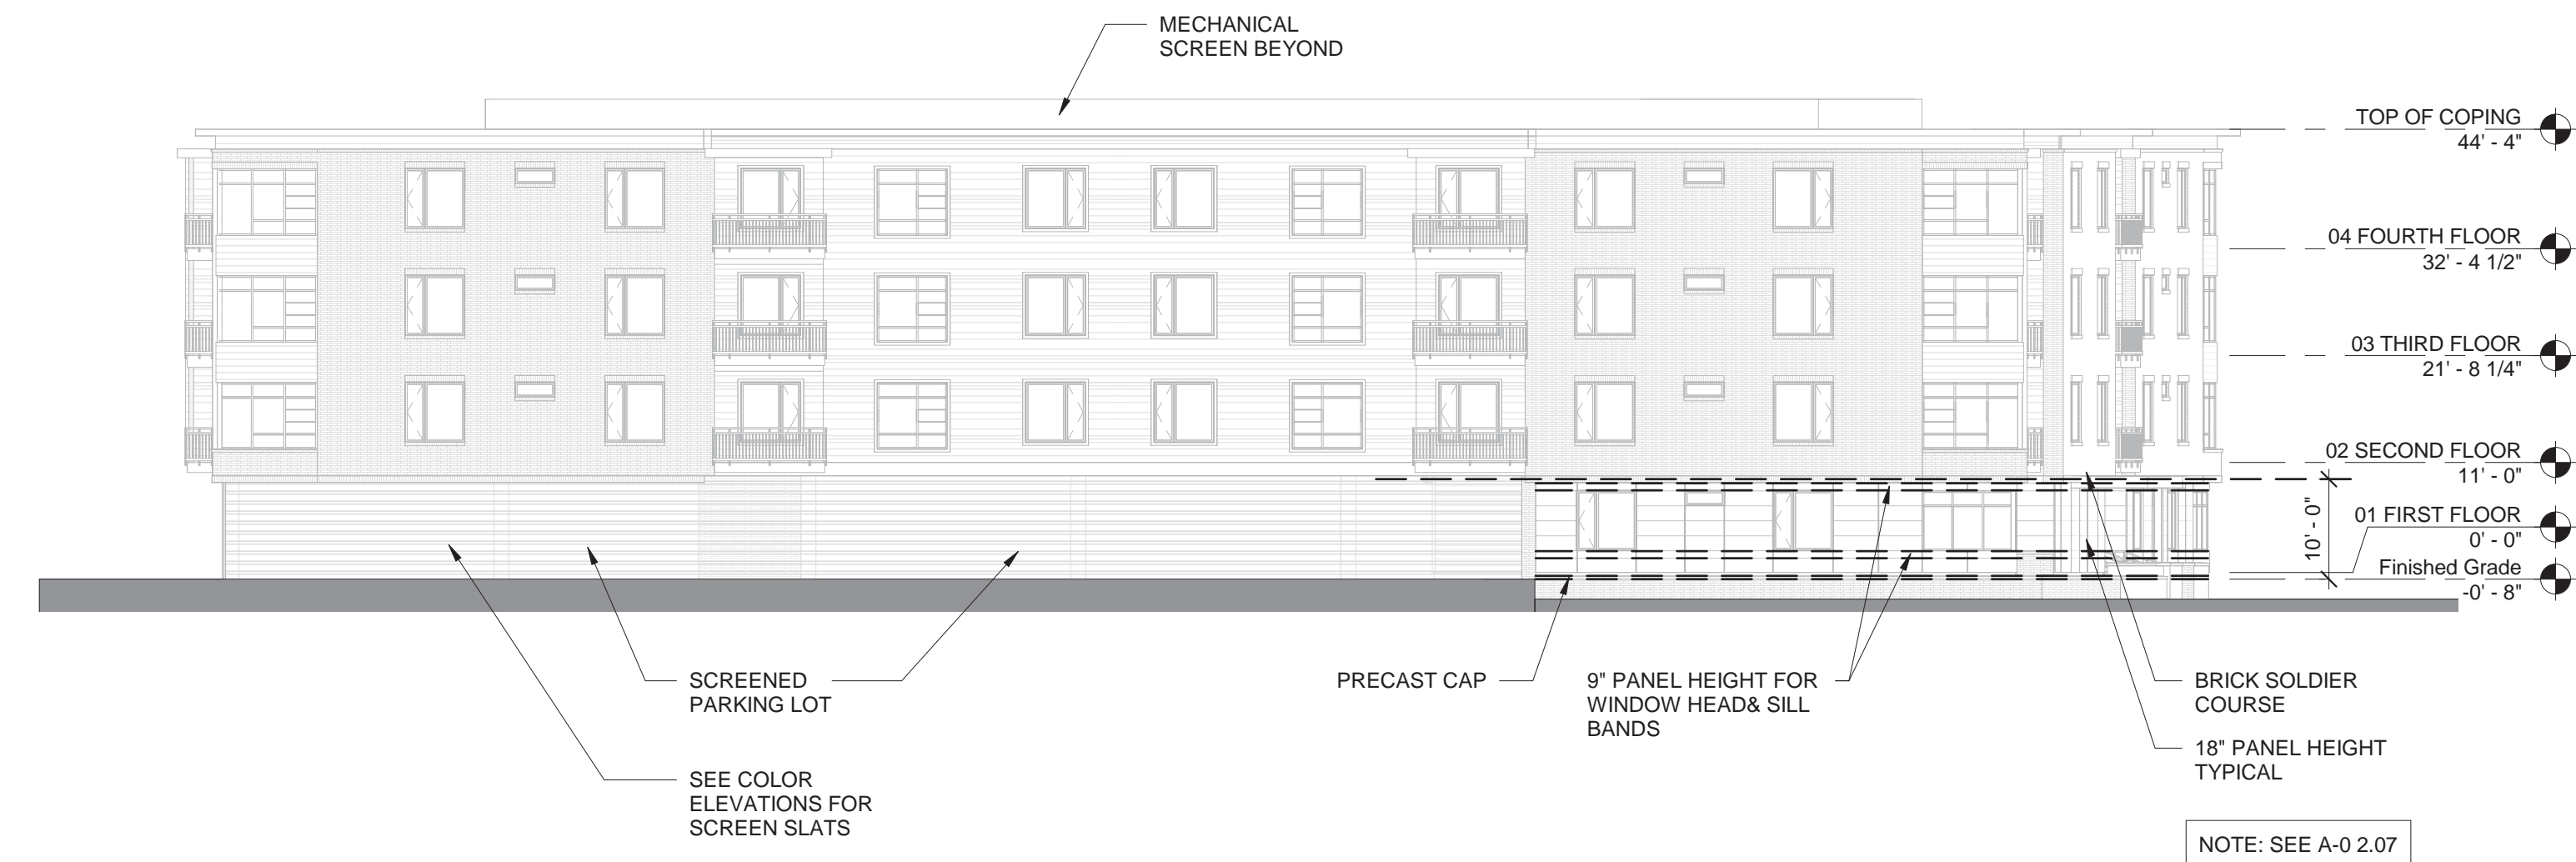 MECHANICAL
SCREEN BEYOND
TOP OF COPING
44' - 4"
04 FOURTH FLOOR
32' - 4 1/2"
03 THIRD FLOOR
21' - 8 1/4"
02 SECOND FLOOR
11' - 0"
10' - 0"
01 FIRST FLOOR
0' - 0"
Finished Grade
-0' - 8"
SCREENED
PARKING LOT
PRECAST CAP
9" PANEL HEIGHT FOR
WINDOW HEAD& SILL
BANDS
BRICK SOLDIER
COURSE
18" PANEL HEIGHT
TYPICAL
SEE COLOR
ELEVATIONS FOR
SCREEN SLATS
NOTE: SEE A-0 2.07